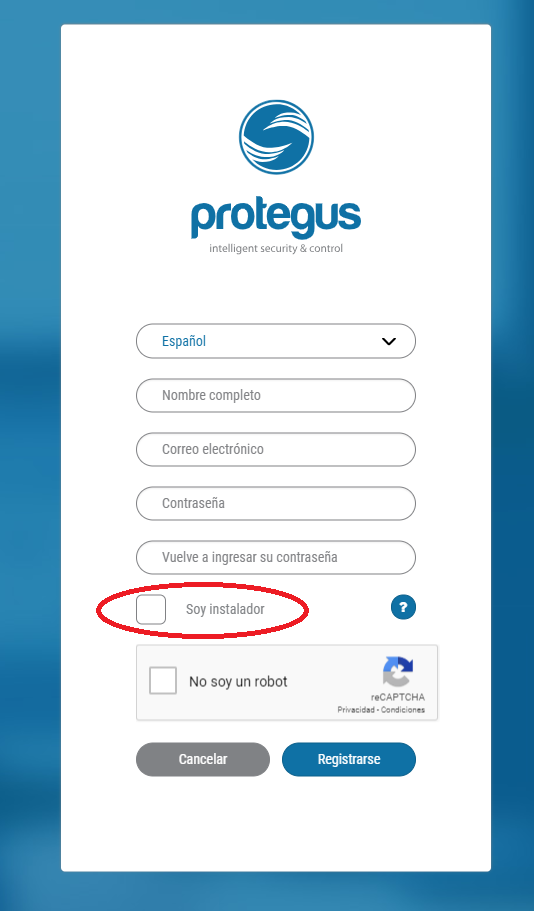 protegus
intelligent security & control
Español
Nombre completo
Correo electrónico
Contraseña
Vuelve a ingresar su contraseña
Soy instalador
?
No soy un robot
reCAPTCHA
Privacidad - Condiciones
Cancelar
Registrarse